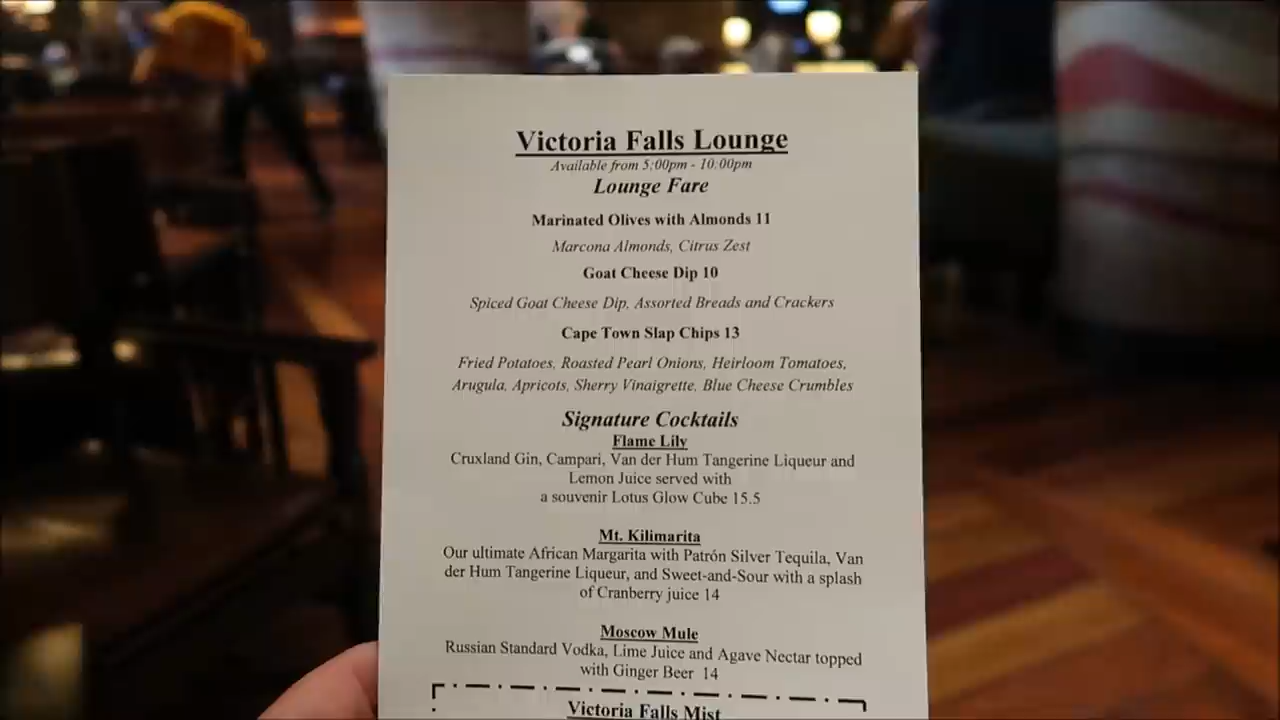 Victoria Falls Lounge
Available from 5:00pm - 10:00pm
Lounge Fare
Marinated Olives with Almonds 11
Marcona Almonds, Citrus Zest
Goat Cheese Dip 10
Spiced Goat Cheese Dip, Assorted Breads and Crackers
Cape Town Slap Chips 13
Fried Potatoes, Roasted Pearl Onions, Heirloom Tomatoes,
Arugula, Apricots, Sherry Vinaigrette, Blue Cheese Crumbles
Signature Cocktails
Flame Lily
Cruxland Gin, Campari, Van der Hum Tangerine Liqueur and
Lemon Juice served with
a souvenir Lotus Glow Cube 15.5
Mt. Kilimarita
Our ultimate African Margarita with Patrón Silver Tequila, Van
der Hum Tangerine Liqueur, and Sweet-and-Sour with a splash
of Cranberry juice 14
Moscow Mule
Russian Standard Vodka, Lime Juice and Agave Nectar topped
with Ginger Beer 14
Victoria Falls Mist